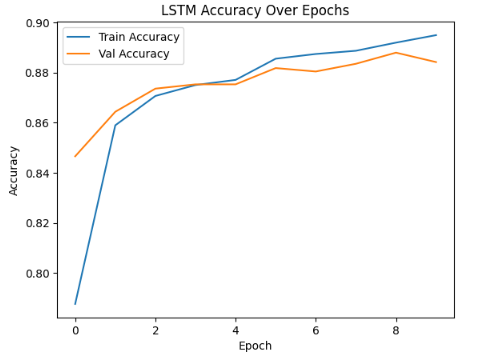 LSTM Accuracy Over Epochs
Train Accuracy
Val Accuracy
Accuracy
0.90
0.88
0.86
0.84
0.82
0.80
0 2 4 6 8
Epoch